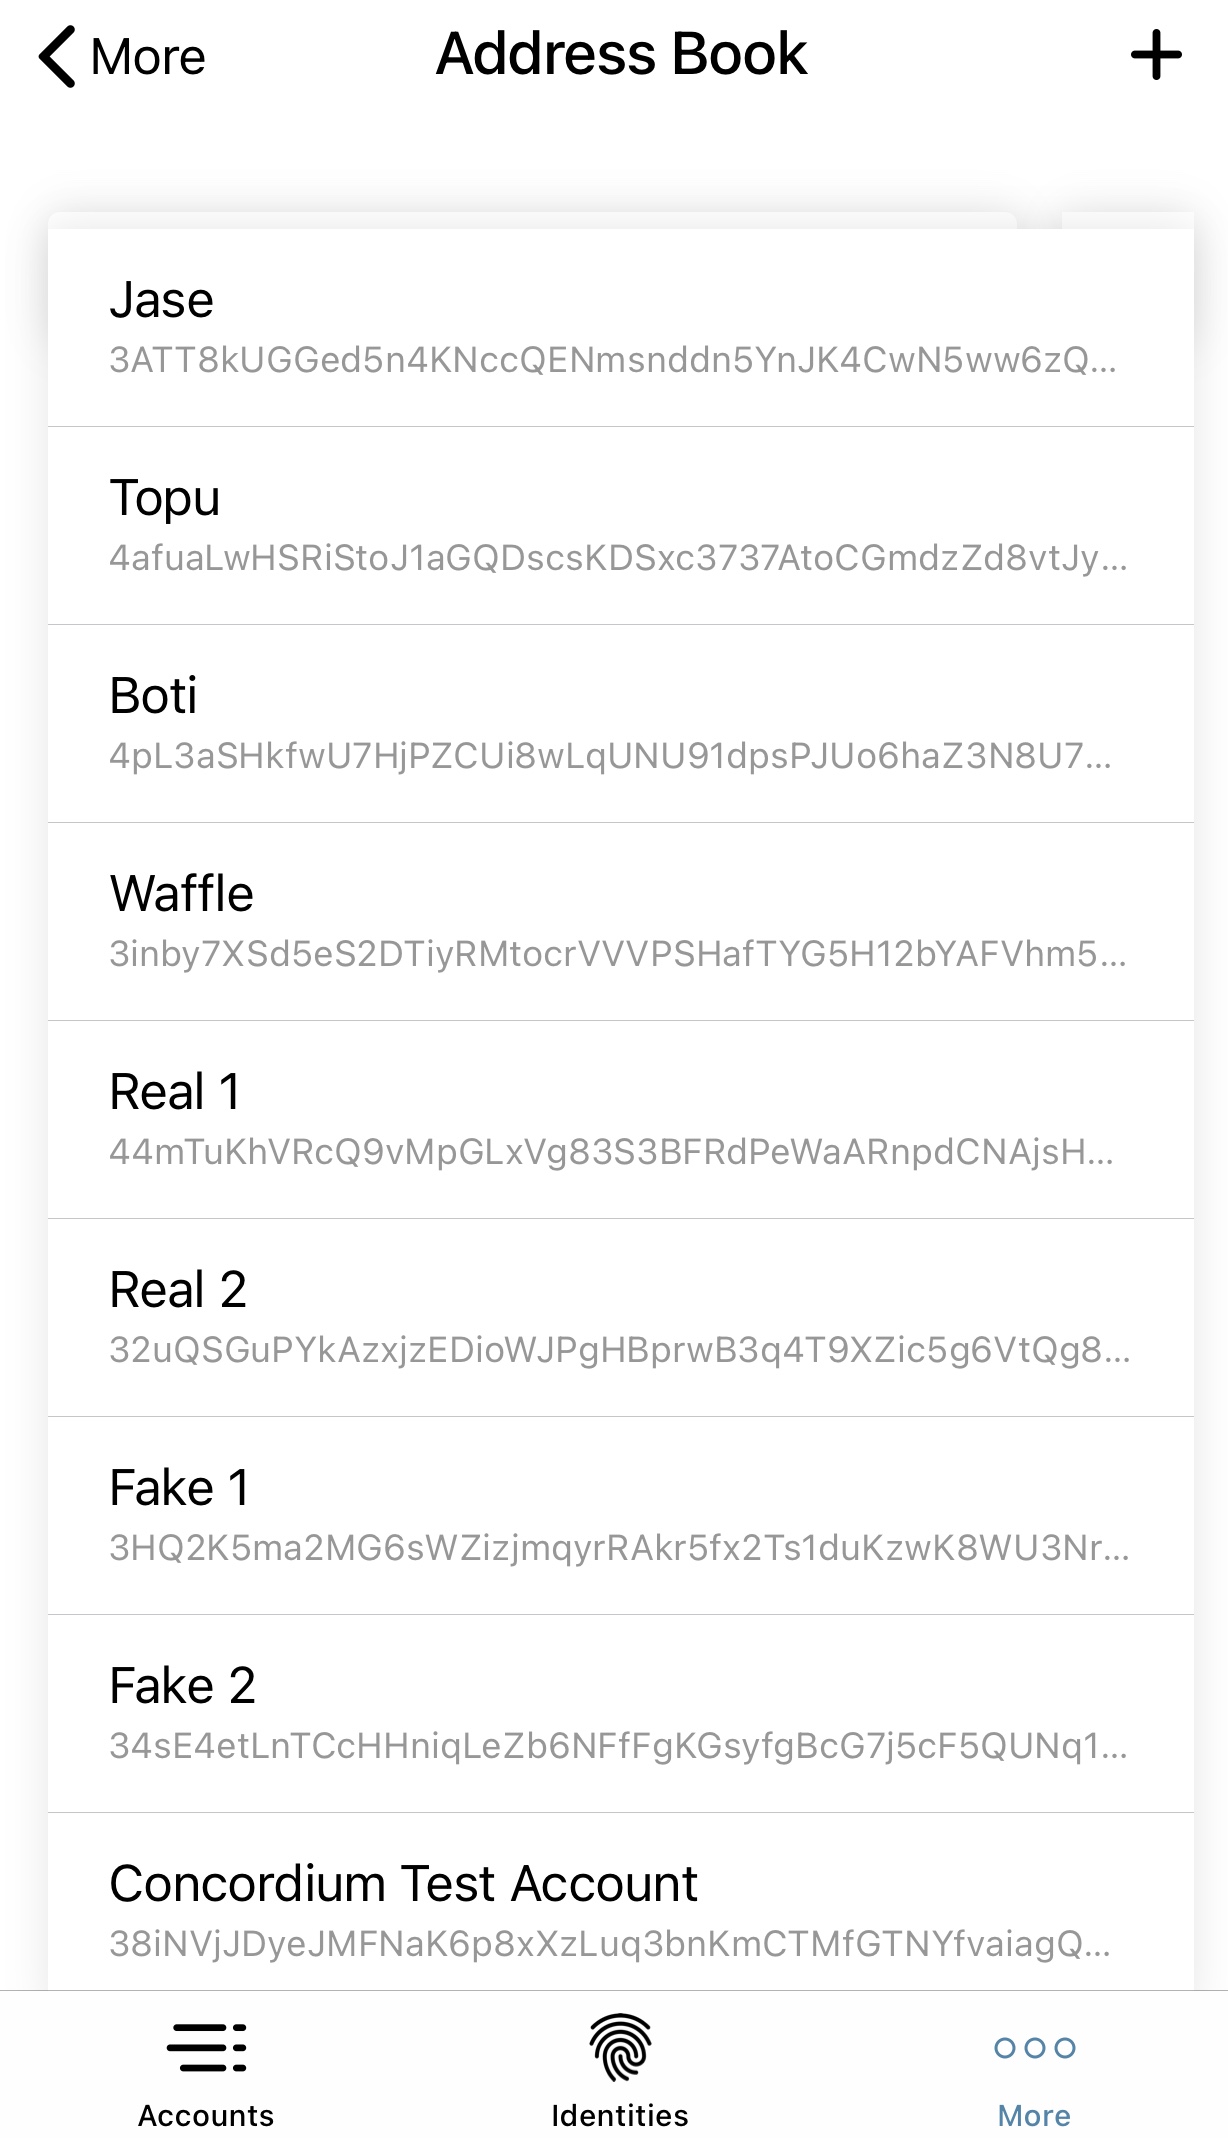 More
Address Book
Jase
3ATT8kUGGed5n4KNccQENmsnddn5YnJK4CwN5ww6zQ...
Topu
4afuaLwHSRiStoJ1aGQDscsKDSxc3737AtoCGmdzZd8vtJy...
Boti
4pL3aSHkfwU7HjPZCUi8wLqUNU91dpsPJUo6haZ3N8U7...
Waffle
3inby7XSd5eS2DTiyRMtocrVVVPSHafTYG5H12bYAFVhm5...
Real 1
44mTuKhVRcQ9vMpGLxVg83S3BFRdPeWaARnpdCNAjsH...
Real 2
32uQSGuPYkAzxjzEDioWJPgHBprwB3q4T9XZic5g6VtQg8...
Fake 1
3HQ2K5ma2MG6sWZizjmqyrRAkr5fx2Ts1duKzwK8WU3Nr...
Fake 2
34sE4etLnTCcHHniqLeZb6NFfFgKGsyfgBcG7j5cF5QUNq1...
Concordium Test Account
38iNVjJDyeJMFNaK6p8xXzLuq3bnKmCTMfGTNYfvaiagQ...
Accounts
Identities
More